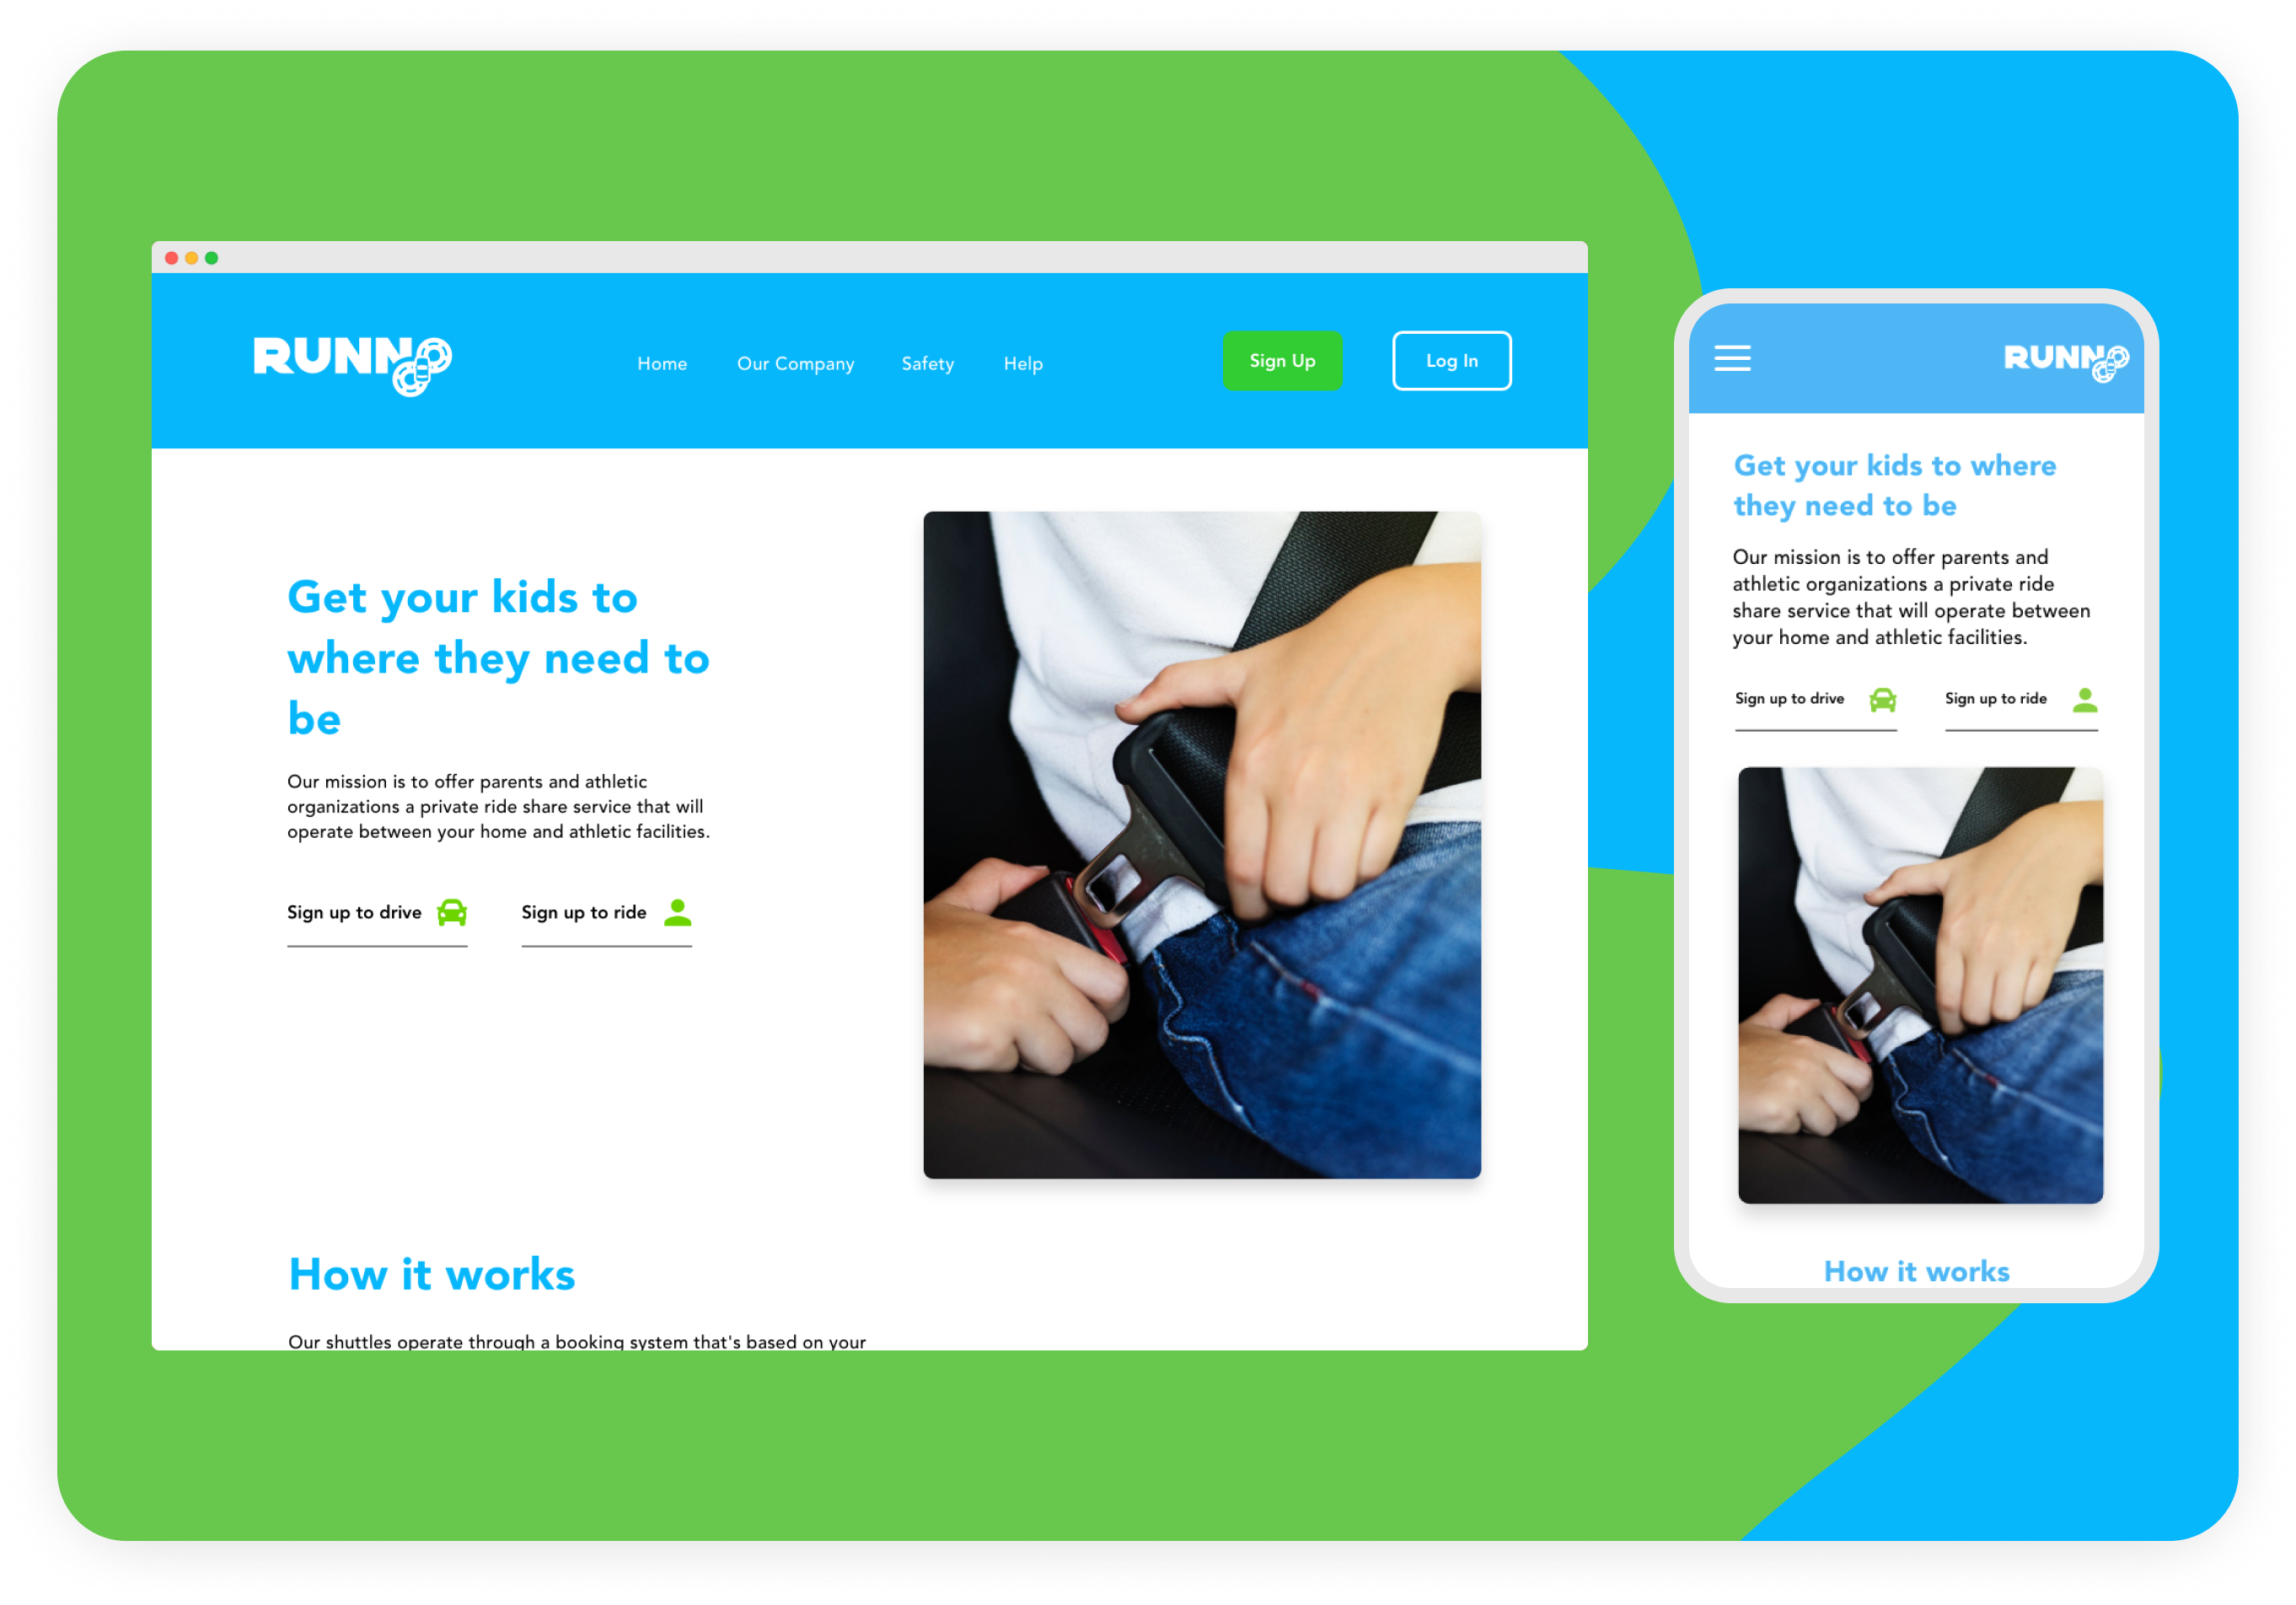 RUNN
Home
Our Company
Safety
Help
Sign Up
Log In
Get your kids to
where they need to
be
Our mission is to offer parents and athletic
organizations a private ride share service that will
operate between your home and athletic facilities.
Sign up to drive
Sign up to ride
How it works
Our shuttles operate through a booking system that's based on your
RUNN
Get your kids to where
they need to be
Our mission is to offer parents and
athletic organizations a private ride
share service that will operate between
your home and athletic facilities.
Sign up to drive
Sign up to ride
How it works